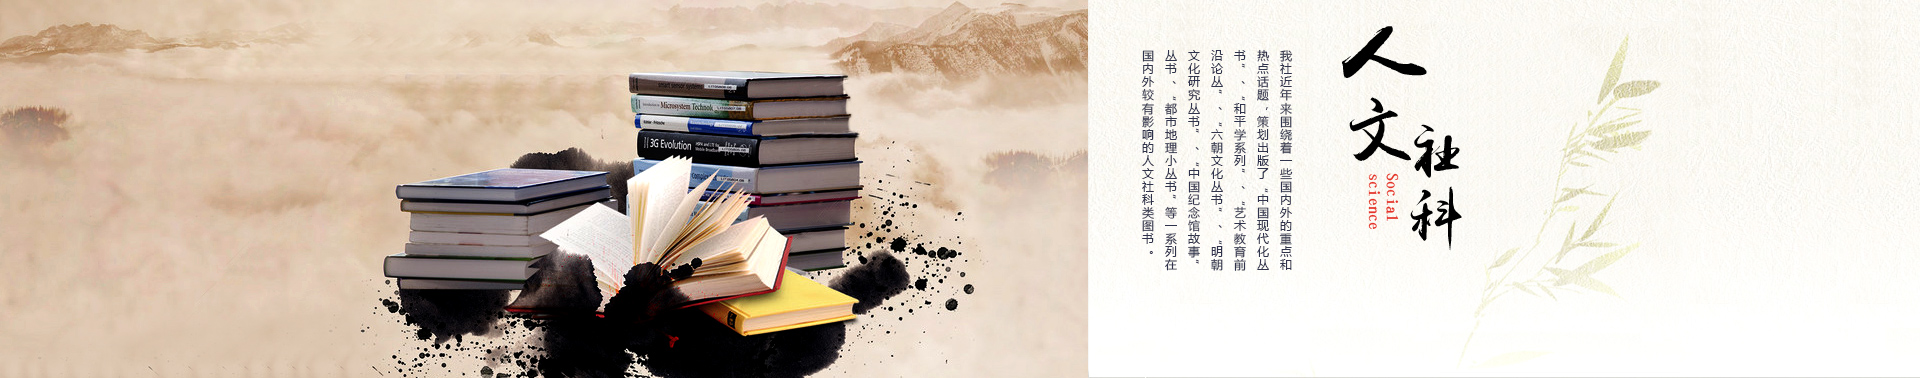 人文
社科
Social
science
我社近年来围绕着一些国内外的重点和
热点话题，策划出版了“中国现代化丛
书”、“和平学系列”、“艺术教育前
沿论丛”、“六朝文化丛书”、“明朝
文化研究丛书”、“中国纪念馆故事”
丛书、“都市地理小丛书”等一系列在
国内外较有影响的人文社科类图书。
Microsystem Technol
3G Evolution